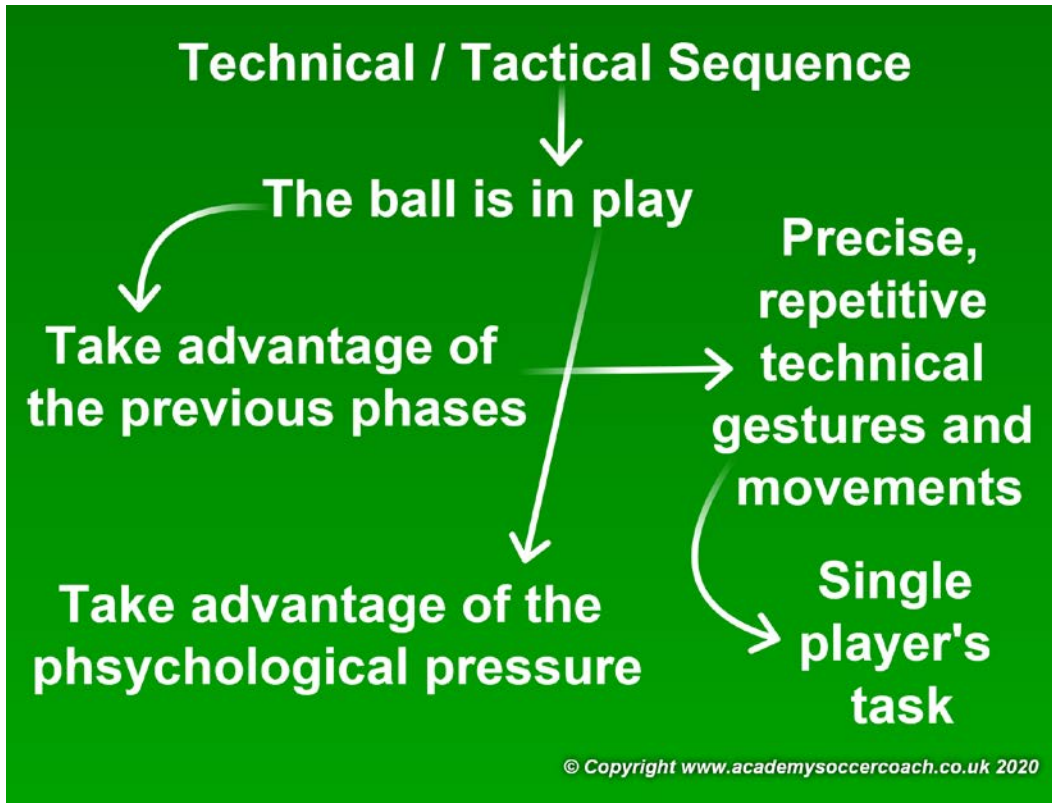 Technical / Tactical Sequence
The ball is in play
Take advantage of
the previous phases
Precise,
repetitive
technical
gestures and
movements
Take advantage of the
phsychological pressure
Single
player's
task
© Copyright www.academysoccercoach.co.uk 2020